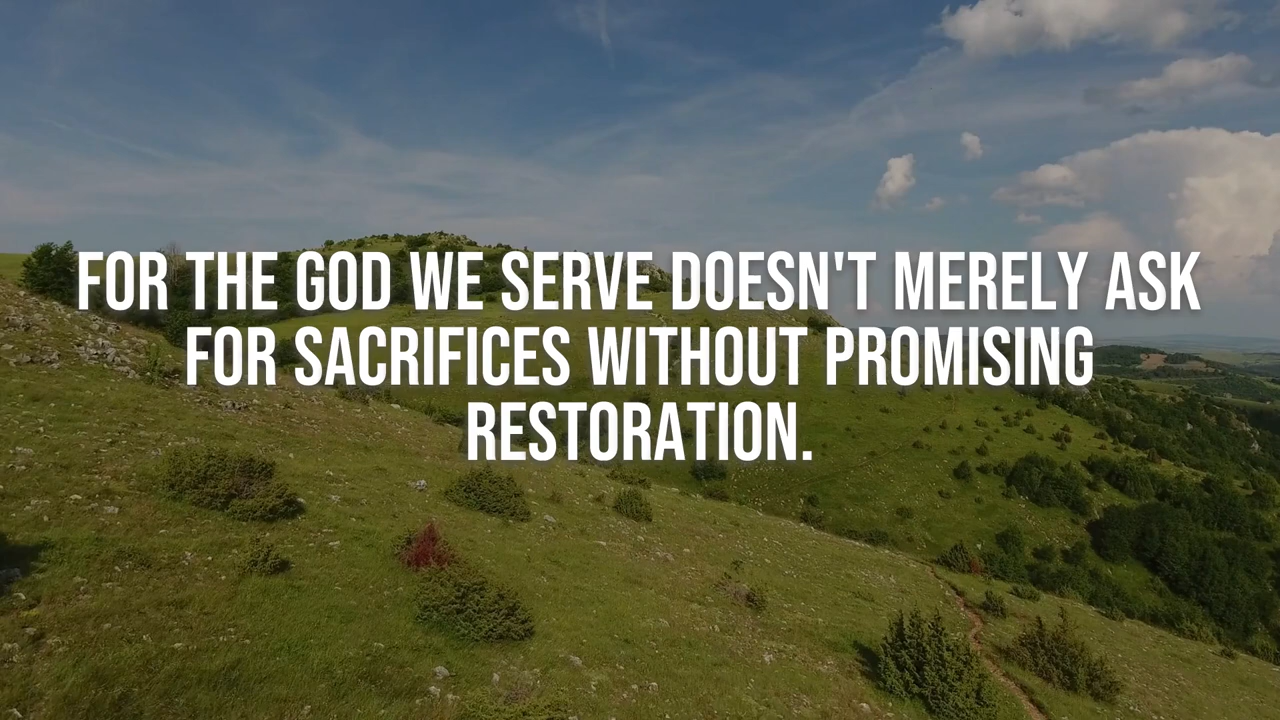 FOR THE GOD WE SERVE DOESN'T MERELY ASK
FOR SACRIFICES WITHOUT PROMISING
RESTORATION.